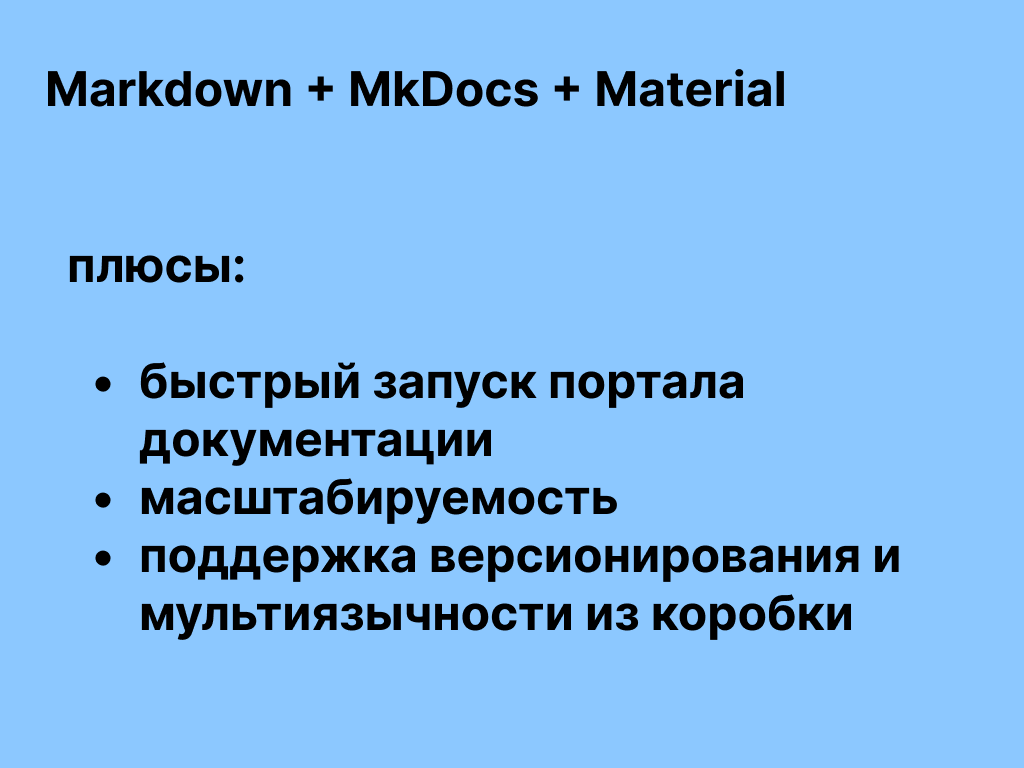 Markdown + MkDocs + Material
плюсы:
• быстрый запуск портала
документации
• масштабируемость
• поддержка версионирования и
мультиязычности из коробки